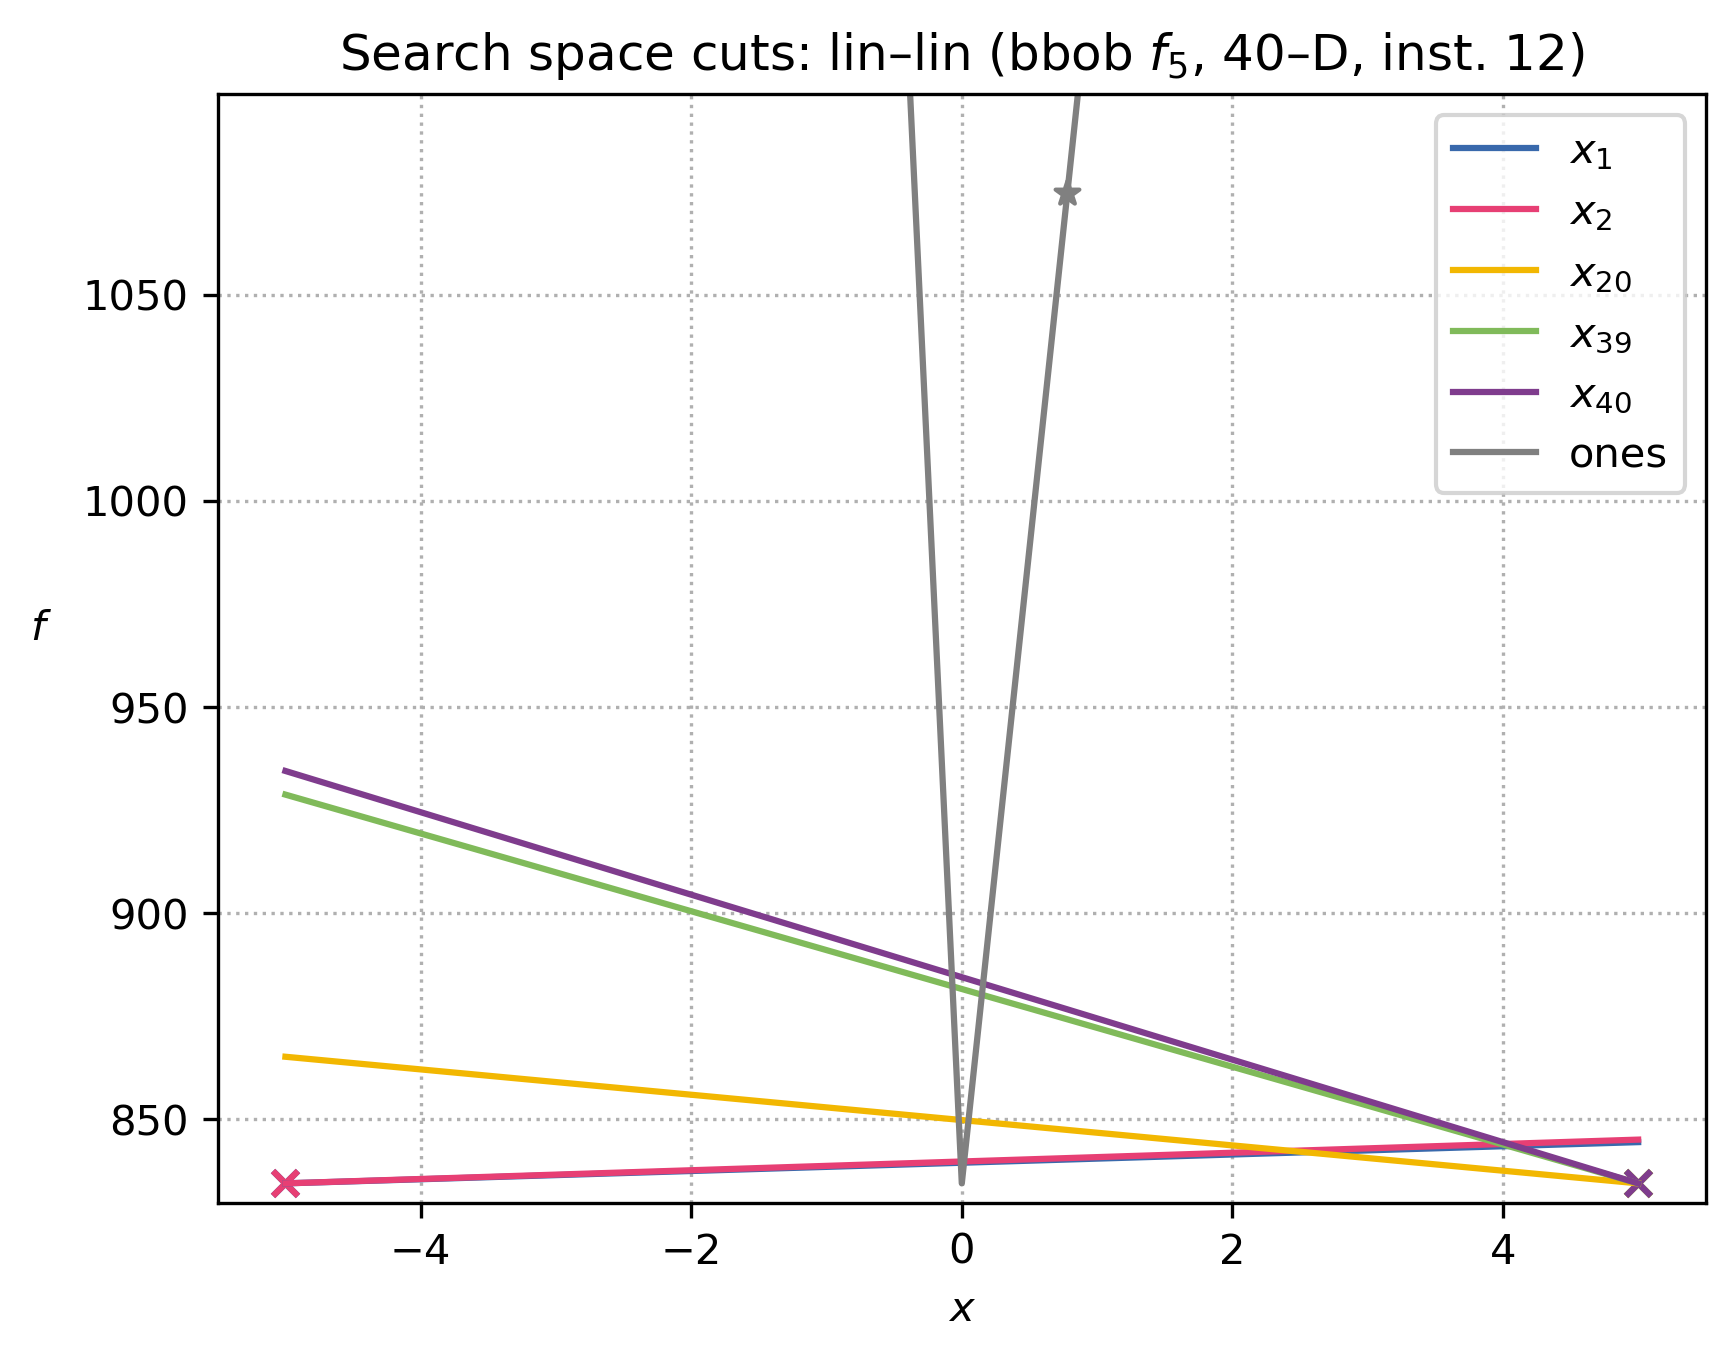 Search space cuts: lin–lin (bbob f₅, 40–D, inst. 12)
x₁
x₂
x₂₀
x₃₉
x₄₀
ones
1050
1000
950
900
850
f
−4 −2 0 2 4
x